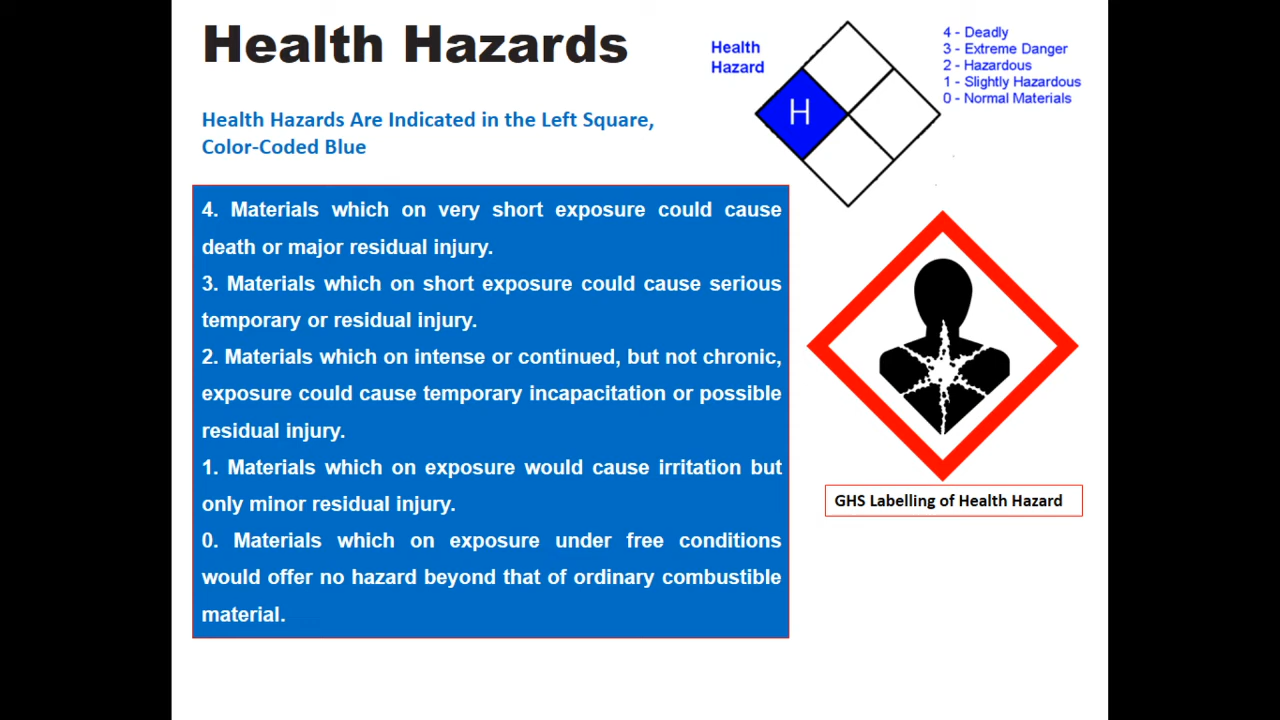 Health Hazards
Health Hazards Are Indicated in the Left Square,
Color-Coded Blue
4. Materials which on very short exposure could cause
death or major residual injury.
3. Materials which on short exposure could cause serious
temporary or residual injury.
2. Materials which on intense or continued, but not chronic,
exposure could cause temporary incapacitation or possible
residual injury.
1. Materials which on exposure would cause irritation but
only minor residual injury.
0. Materials which on exposure under free conditions
would offer no hazard beyond that of ordinary combustible
material.
Health
Hazard
H
4 - Deadly
3 - Extreme Danger
2 - Hazardous
1 - Slightly Hazardous
0 - Normal Materials
GHS Labelling of Health Hazard